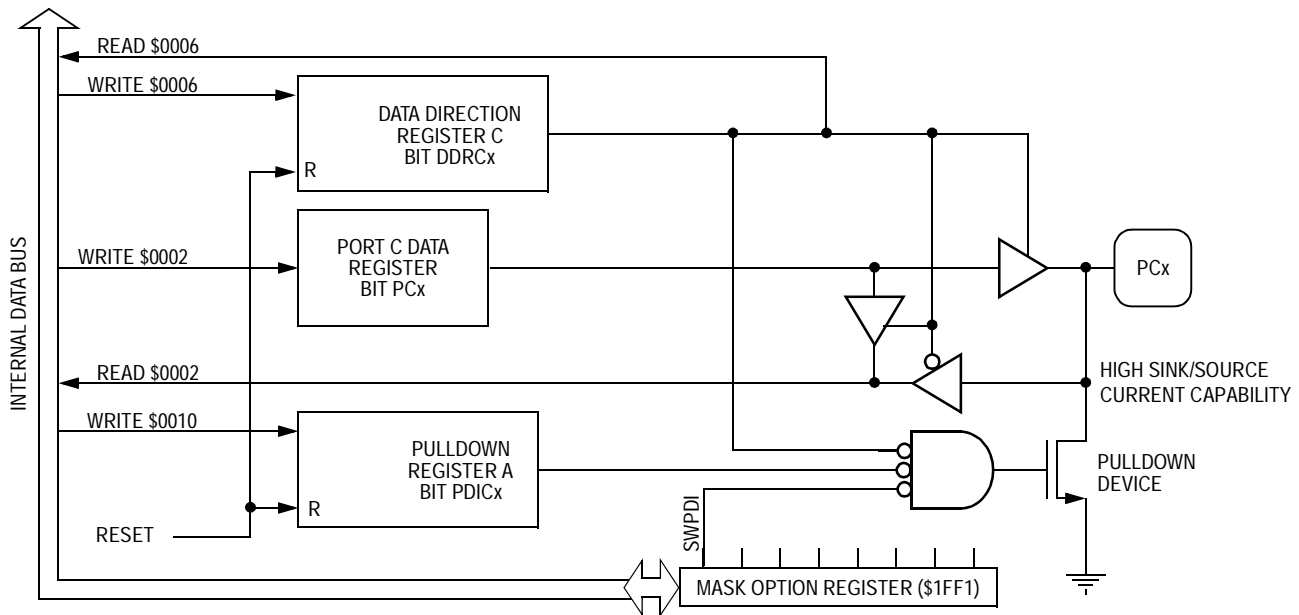 READ $0006
WRITE $0006
DATA DIRECTION
REGISTER C
BIT DDRCx
R
INTERNAL DATA BUS
WRITE $0002
PORT C DATA
REGISTER
BIT PCx
PCx
READ $0002
HIGH SINK/SOURCE
CURRENT CAPABILITY
WRITE $0010
PULLDOWN
REGISTER A
BIT PDICx
R
PULLDOWN
DEVICE
RESET
SWPDI
MASK OPTION REGISTER ($1FF1)